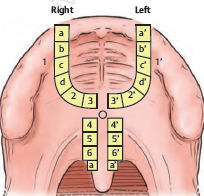 Right Left
a a'
b b'
1 c c' 1'
d d'
2 3 3' 2'
4 4'
5 5'
6 6'
a a'